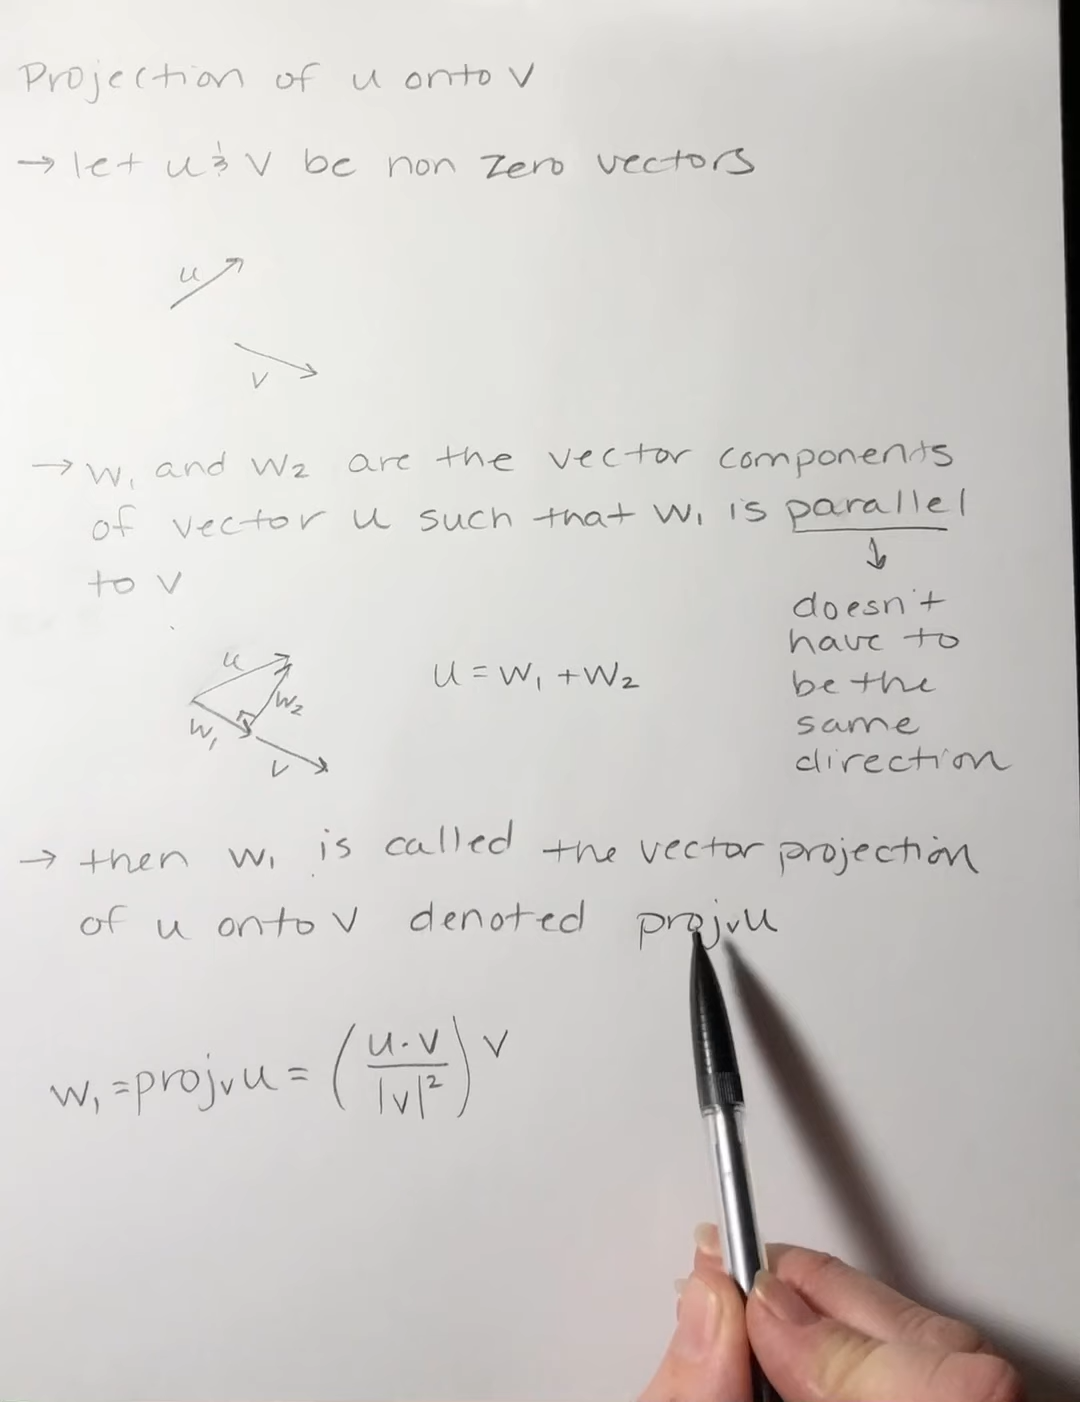 Projection of u onto v
→ let u & v be non zero vectors
u
v
→ w₁ and w₂ are the vector components
of vector u such that w₁ is parallel
to v
↓
doesn't
have to
be the
same
direction
u
w₂
w₁
v
u = w₁ + w₂
→ then w₁ is called the vector projection
of u onto v denoted projᵥu
w₁ = projᵥu = (u·v / |v|²) v